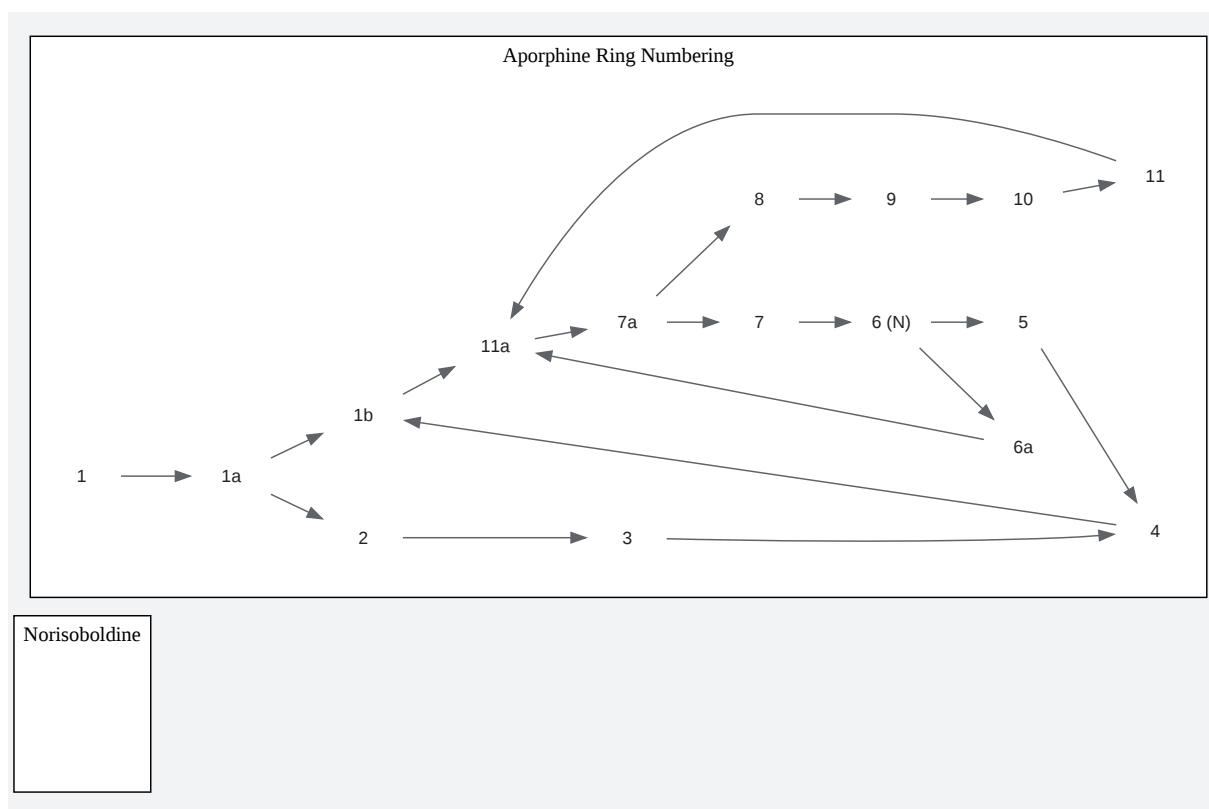 Aporphine Ring Numbering
11
8
9
10
7a
7
6 (N)
5
11a
1b
6a
1
1a
2
3
4
Norisoboldine